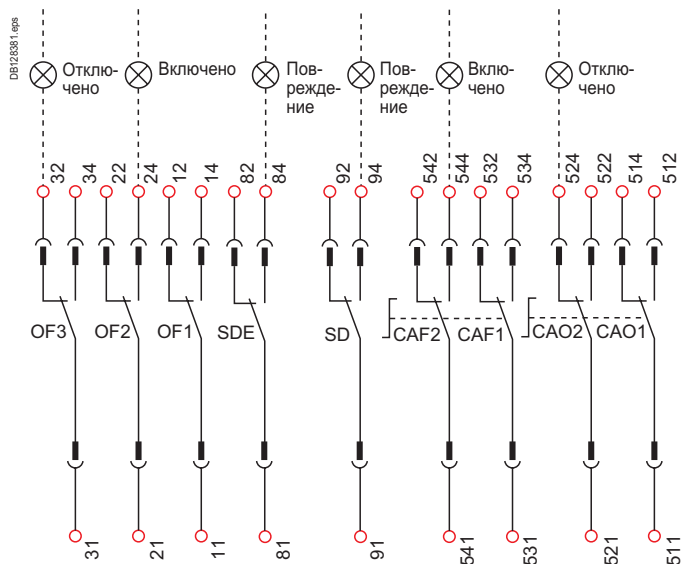 DB128381.eps
Отклю-
чено
Включено
Пов-
режде-
ние
Пов-
режде-
ние
Вклю-
чено
Отклю-
чено
32 34 22 24 12 14 82 84 92 94 542 544 532 534 524 522 514 512
OF3 OF2 OF1 SDE SD CAF2 CAF1 CAO2 CAO1
31 21 11 81 91 541 531 521 511